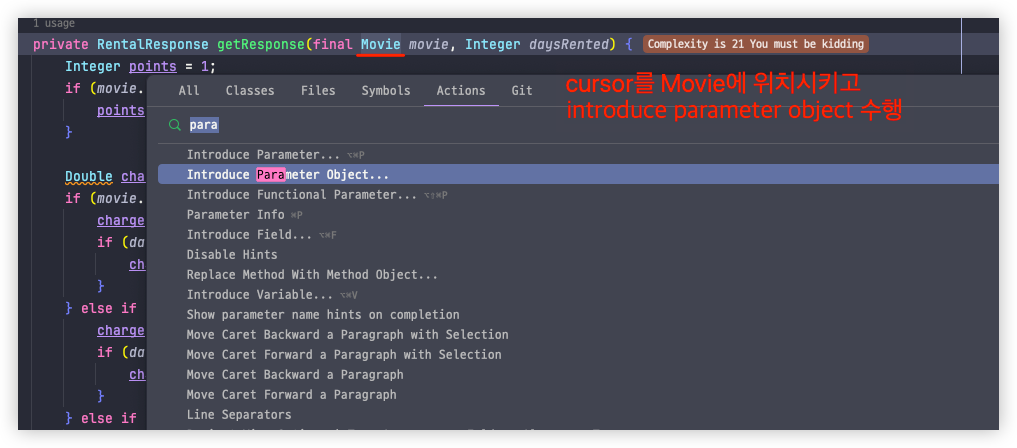 1 usage
private RentalResponse getResponse(final Movie movie, Integer daysRented) { Complexity is 21 You must be kidding
Integer points = 1;
if (movie.
points
}
Double cha
if (movie.
charge
if (da
ch
}
} else if
charge
if (da
ch
}
} else if
All Classes Files Symbols Actions Git
para
Introduce Parameter... ⌥⌘P
Introduce Parameter Object...
Introduce Functional Parameter... ⌥⇧⌘P
Parameter Info ⌘P
Introduce Field... ⌥⌘F
Disable Hints
Replace Method With Method Object...
Introduce Variable... ⌥⌘V
Show parameter name hints on completion
Move Caret Backward a Paragraph with Selection
Move Caret Forward a Paragraph with Selection
Move Caret Backward a Paragraph
Move Caret Forward a Paragraph
Line Separators
cursor를 Movie에 위치시키고
introduce parameter object 수행